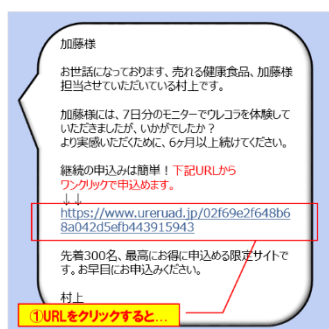 加藤様
お世話になっております、売れる健康食品、加藤様
担当させていただいている村上です。
加藤様には、7日分のモニターでウレコラを体験して
いただきましたが、いかがでしたか？
より実感いただくために、6ヶ月以上続けてください。
継続の申込みは簡単！下記URLから
ワンクリックで申込めます。
↓↓
https://www.ureruad.jp/02f69e2f648b6
8a042d5efb443915943
先着300名、最高にお得に申込める限定サイトで
す。お早目にお申込みください。
村上
①URLをクリックすると…